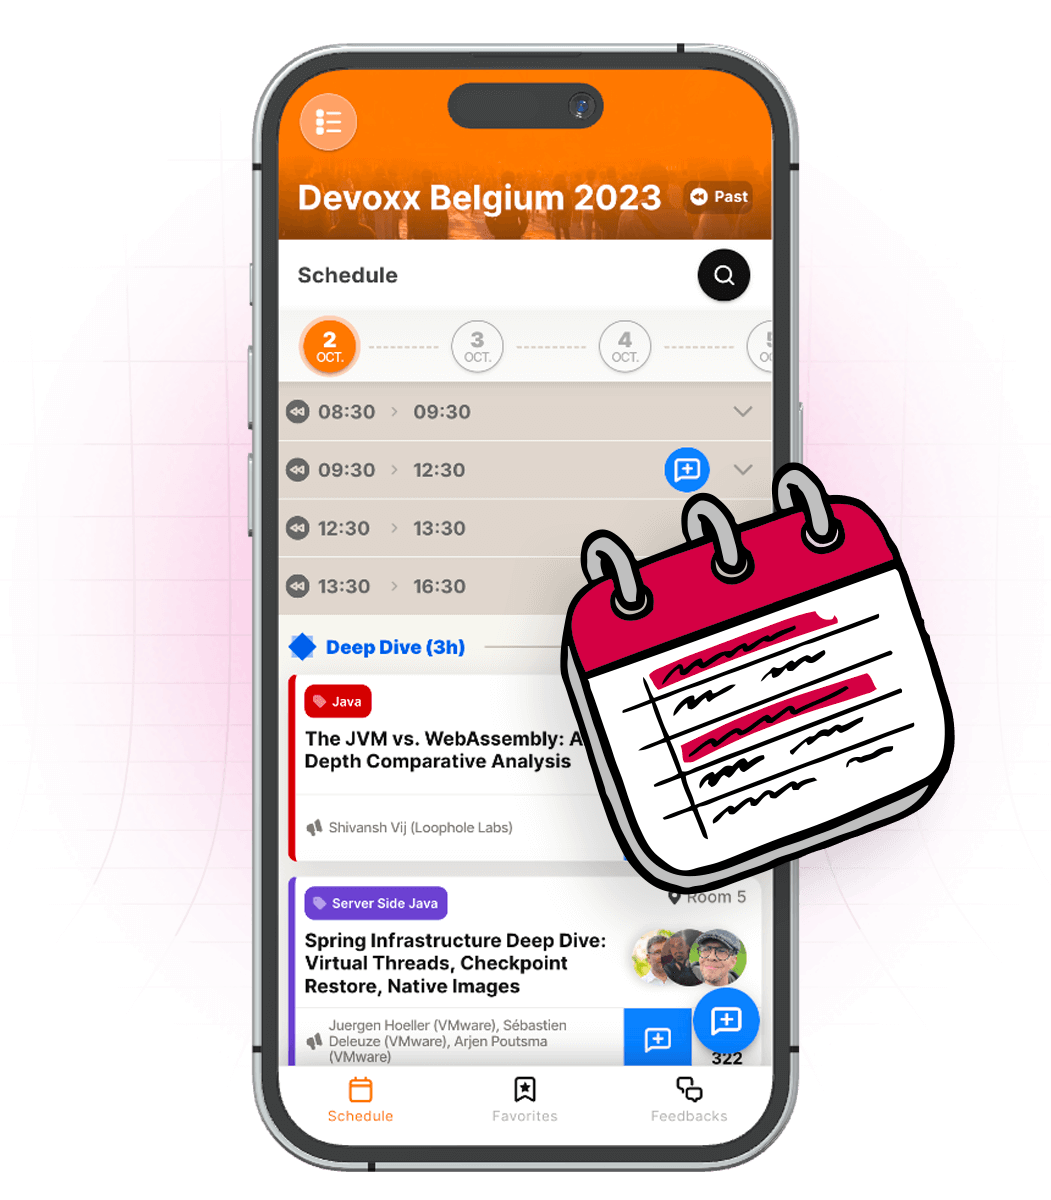 Devoxx Belgium 2023
Past
Schedule
2
OCT.
3
OCT.
4
OCT.
08:30 > 09:30
09:30 > 12:30
12:30 > 13:30
13:30 > 16:30
Deep Dive (3h)
Java
The JVM vs. WebAssembly: A
Depth Comparative Analysis
Shivansh Vij (Loophole Labs)
Server Side Java
Room 5
Spring Infrastructure Deep Dive:
Virtual Threads, Checkpoint
Restore, Native Images
Juergen Hoeller (VMware), Sébastien
Deleuze (VMware), Arjen Poutsma
(VMware)
322
Schedule
Favorites
Feedbacks